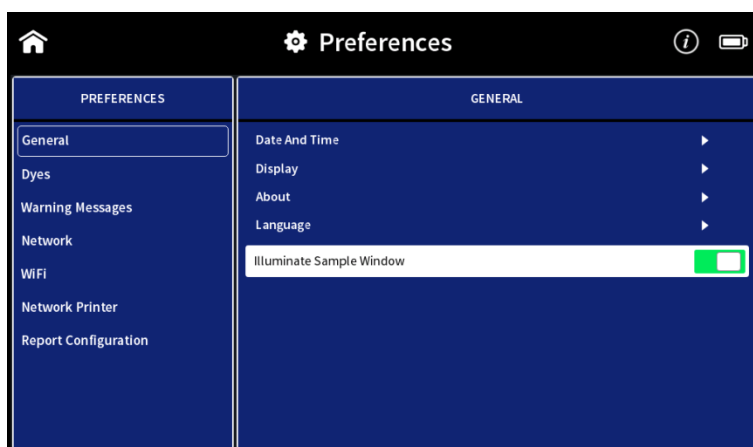 Preferences
i
PREFERENCES
General
Dyes
Warning Messages
Network
WiFi
Network Printer
Report Configuration
GENERAL
Date And Time
Display
About
Language
Illuminate Sample Window